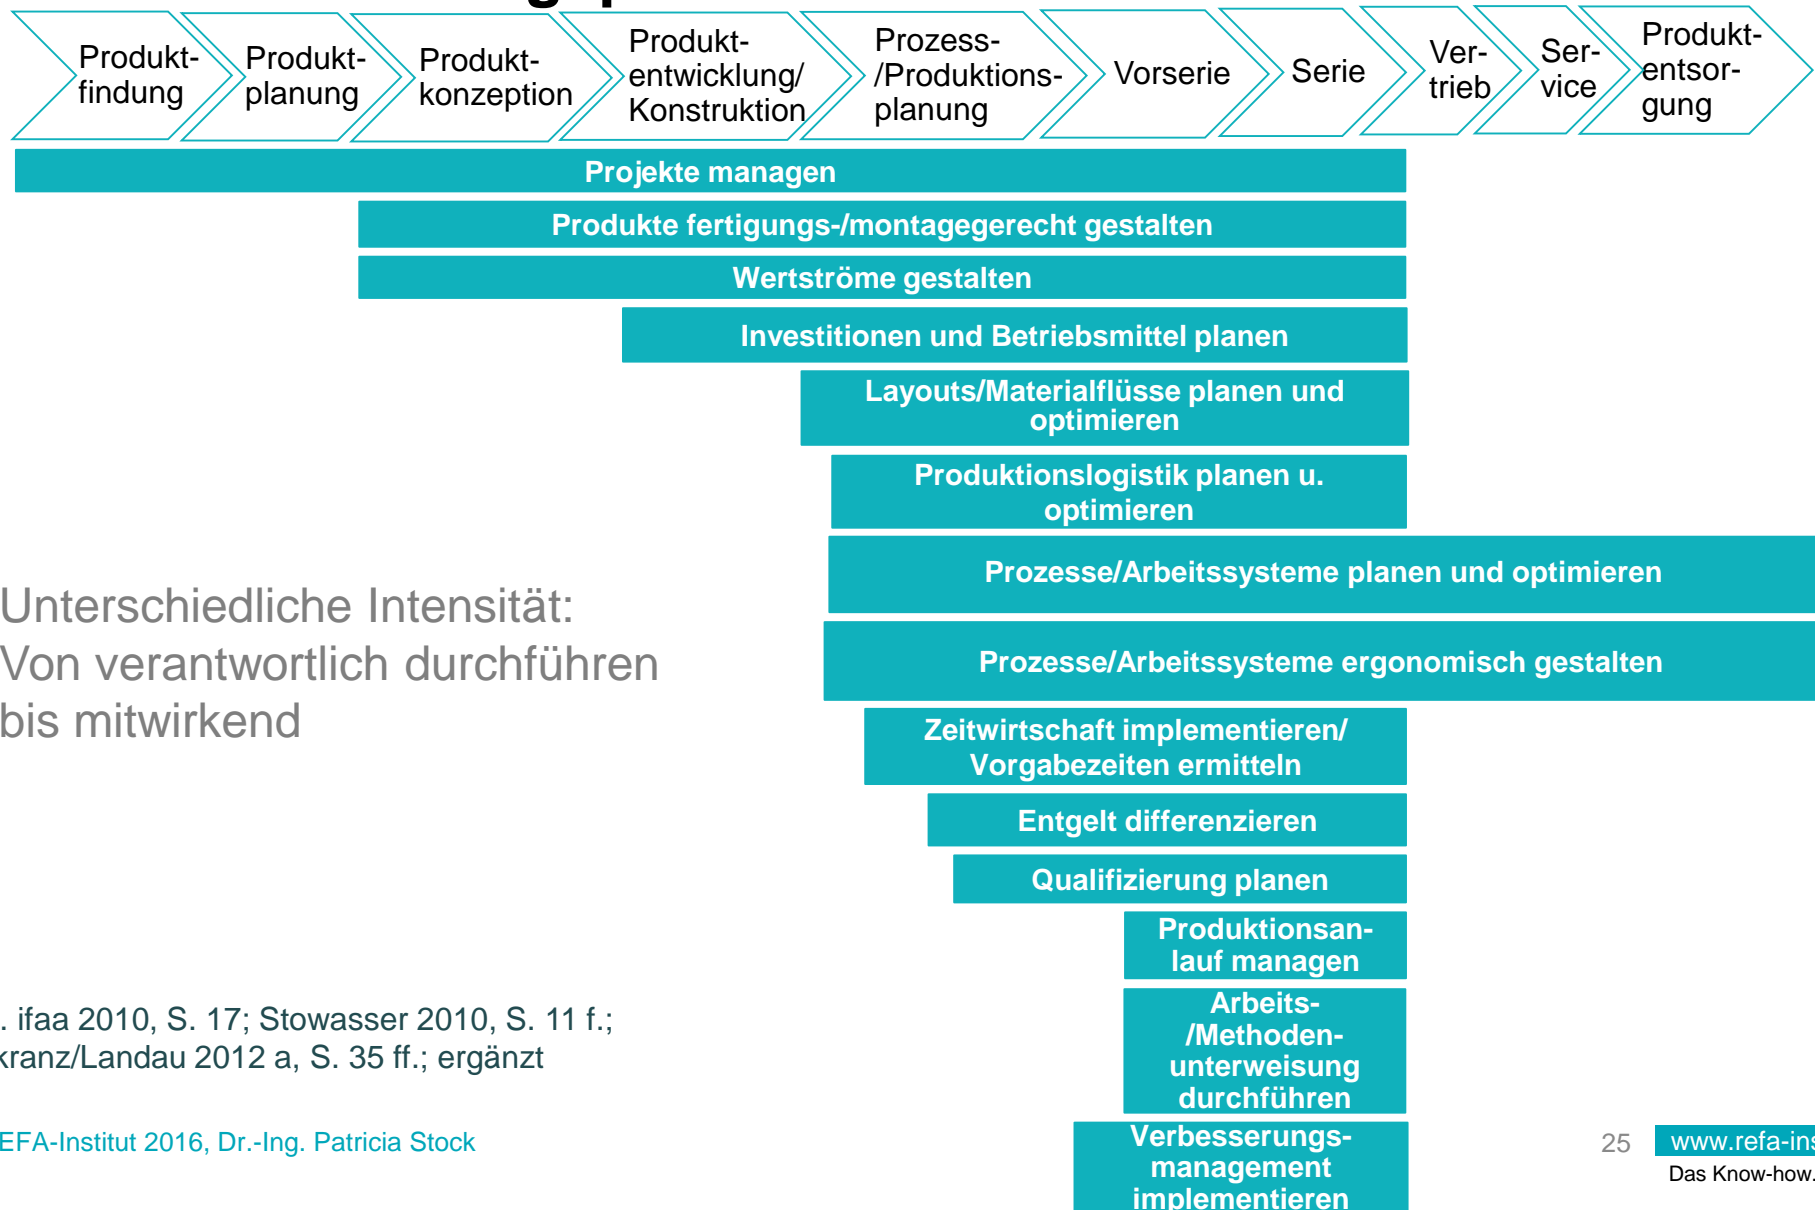 Produkt-
findung
Produkt-
planung
Produkt-
konzeption
Produkt-
entwicklung/
Konstruktion
Prozess-
/Produktions-
planung
Vorserie
Serie
Ver-
trieb
Ser-
vice
Produkt-
entsor-
gung
Projekte managen
Produkte fertigungs-/montagegerecht gestalten
Wertströme gestalten
Investitionen und Betriebsmittel planen
Layouts/Materialflüsse planen und
optimieren
Produktionslogistik planen u.
optimieren
Prozesse/Arbeitssysteme planen und optimieren
Unterschiedliche Intensität:
Von verantwortlich durchführen
bis mitwirkend
Prozesse/Arbeitssysteme ergonomisch gestalten
Zeitwirtschaft implementieren/
Vorgabezeiten ermitteln
Entgelt differenzieren
Qualifizierung planen
Produktionsan-
lauf managen
Arbeits-
/Methoden-
unterweisung
durchführen
Verbesserungs-
management
implementieren
. ifaa 2010, S. 17; Stowasser 2010, S. 11 f.;
kranz/Landau 2012 a, S. 35 ff.; ergänzt
EFA-Institut 2016, Dr.-Ing. Patricia Stock
25
www.refa-ins
Das Know-how.